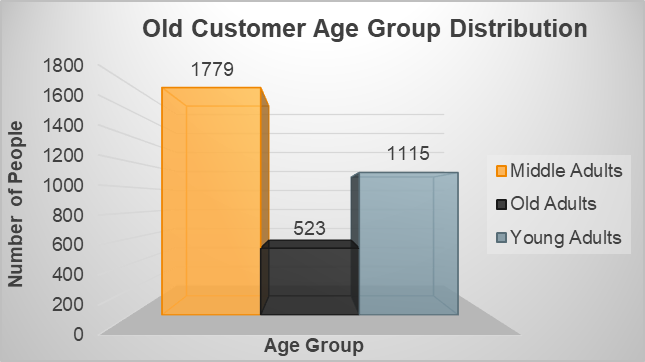 Old Customer Age Group Distribution
Number of People
1800
1600
1400
1200
1000
800
600
400
200
0
1779
523
1115
Age Group
Middle Adults
Old Adults
Young Adults